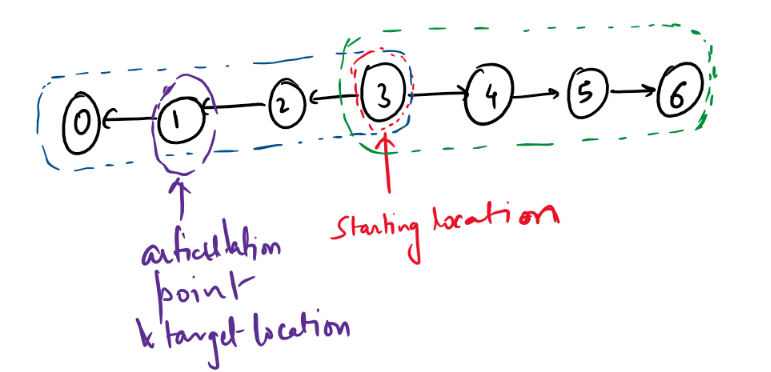 0 1 2 3 4 5 6
Starting location
articulation
point
& target location